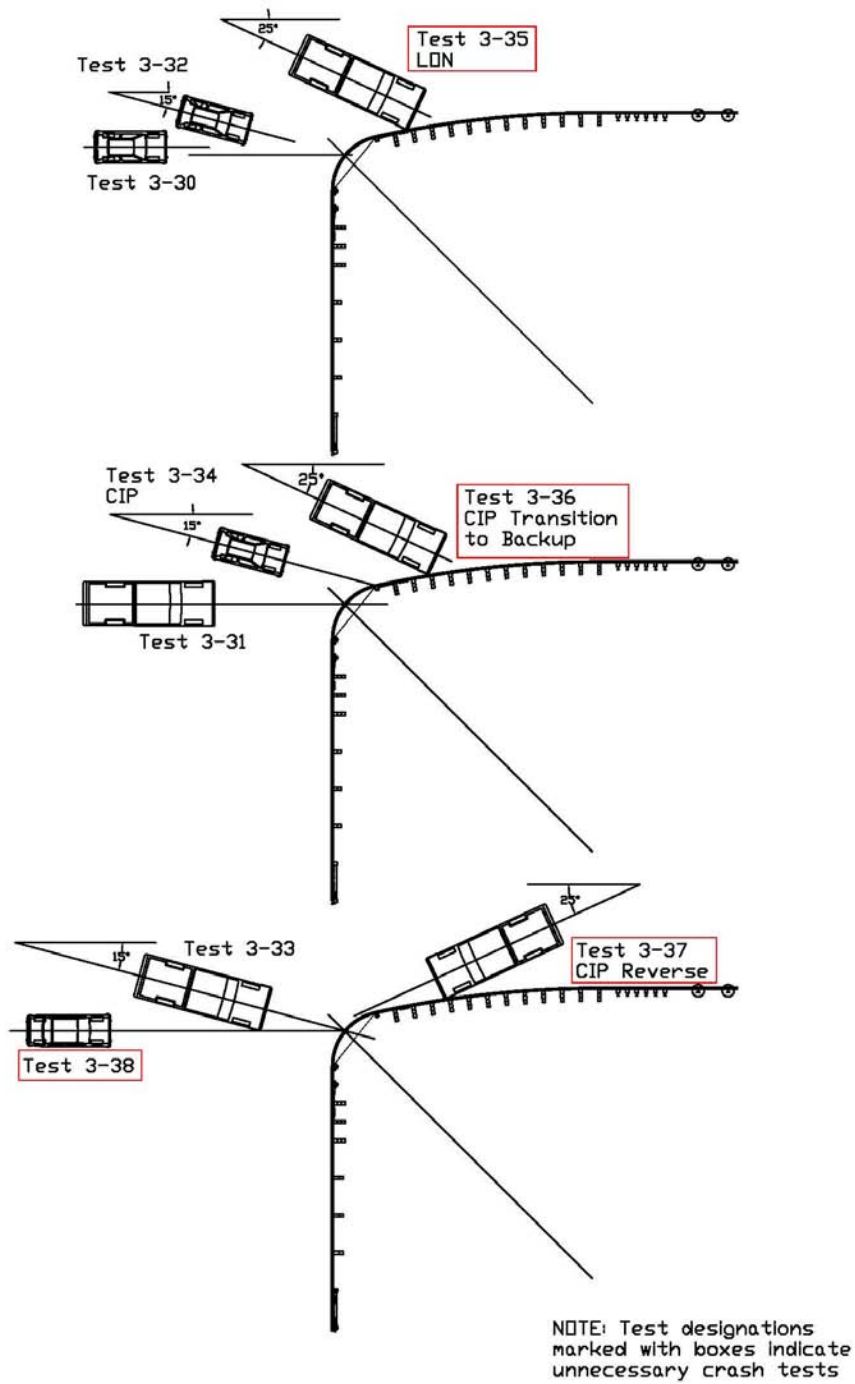 25°
Test 3-35
LON
Test 3-32
15°
Test 3-30
Test 3-34
CIP
25°
15°
Test 3-36
CIP Transition
to Backup
Test 3-31
25°
Test 3-33
15°
Test 3-37
CIP Reverse
Test 3-38
NOTE: Test designations
marked with boxes indicate
unnecessary crash tests